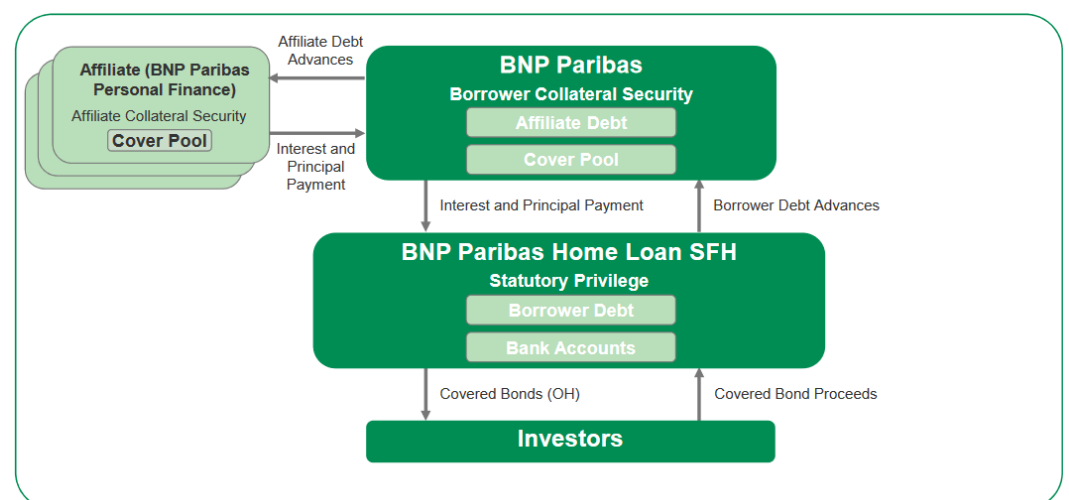 Affiliate Debt
Advances
Affiliate (BNP Paribas
Personal Finance)
Affiliate Collateral Security
Cover Pool
Interest and
Principal
Payment
BNP Paribas
Borrower Collateral Security
Affiliate Debt
Cover Pool
Interest and Principal Payment
Borrower Debt Advances
BNP Paribas Home Loan SFH
Statutory Privilege
Borrower Debt
Bank Accounts
Covered Bonds (OH)
Covered Bond Proceeds
Investors